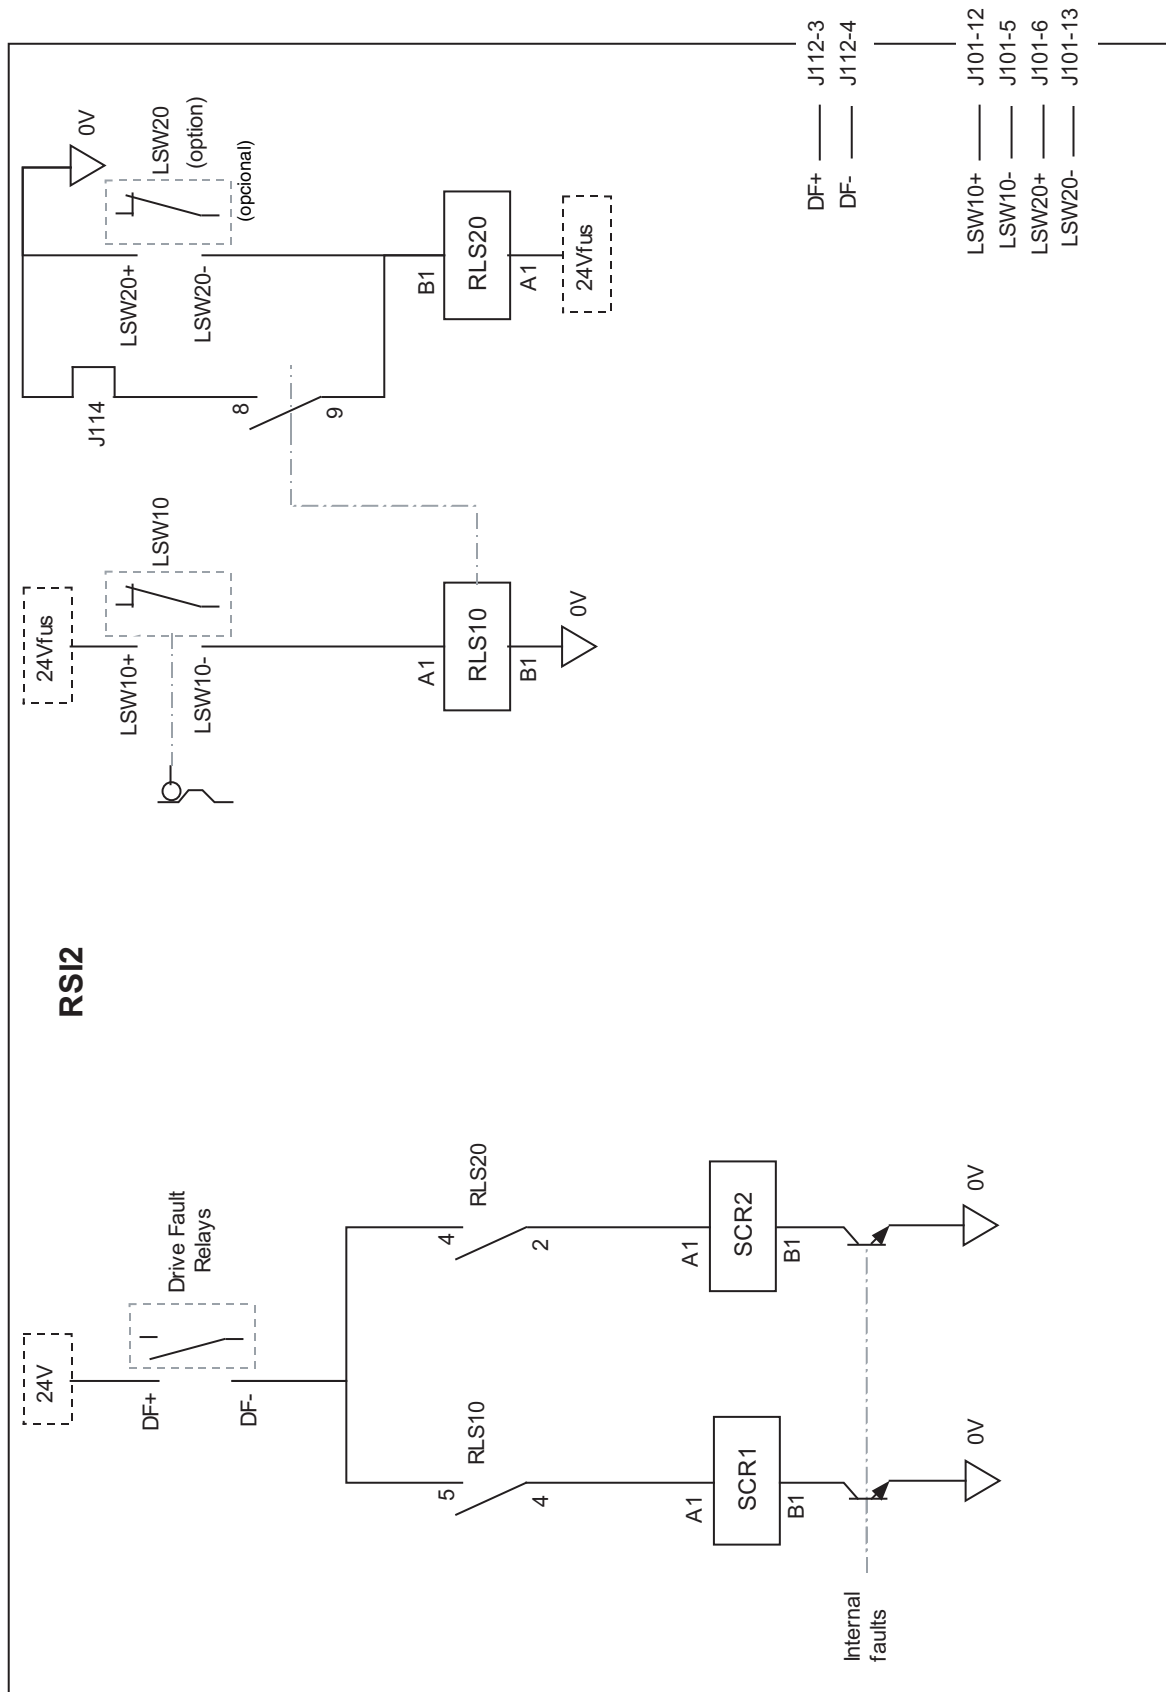 RSI2
24V
DF+
DF-
Drive Fault
Relays
5
RLS10
4
A1
SCR1
B1
0V
4
RLS20
2
A1
SCR2
B1
0V
Internal
faults
24Vfus
LSW10+
LSW10-
LSW10
A1
RLS10
B1
0V
J114
8
9
0V
LSW20+
LSW20-
LSW20
(option)
(opcional)
B1
RLS20
A1
24Vfus
DF+ J112-3
DF- J112-4
LSW10+ J101-12
LSW10- J101-5
LSW20+ J101-6
LSW20- J101-13